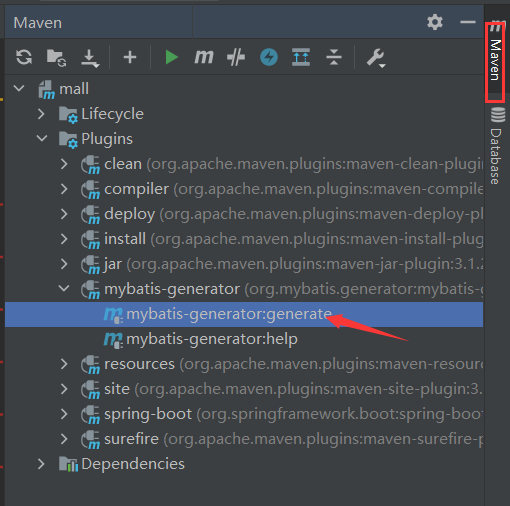 Maven
mall
Lifecycle
Plugins
clean (org.apache.maven.plugins:maven-clean-plugin
compiler (org.apache.maven.plugins:maven-compile
deploy (org.apache.maven.plugins:maven-deploy-pl
install (org.apache.maven.plugins:maven-install-plug
jar (org.apache.maven.plugins:maven-jar-plugin:3.1.2
mybatis-generator (org.mybatis.generator:mybatis-g
mybatis-generator:generate
mybatis-generator:help
resources (org.apache.maven.plugins:maven-resourc
site (org.apache.maven.plugins:maven-site-plugin:3.
spring-boot (org.springframework.boot:spring-boot
surefire (org.apache.maven.plugins:maven-surefire-p
Dependencies
Maven
Database